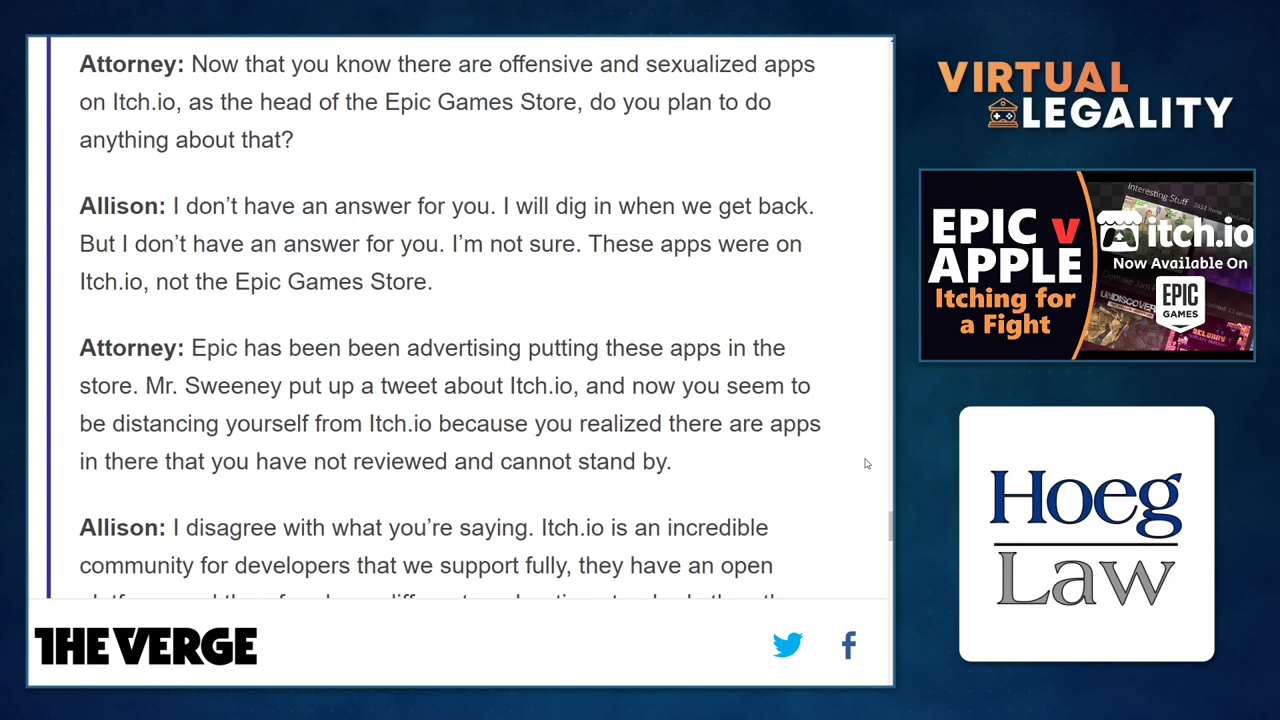 Attorney: Now that you know there are offensive and sexualized apps
on Itch.io, as the head of the Epic Games Store, do you plan to do
anything about that?
Allison: I don’t have an answer for you. I will dig in when we get back.
But I don’t have an answer for you. I’m not sure. These apps were on
Itch.io, not the Epic Games Store.
Attorney: Epic has been been advertising putting these apps in the
store. Mr. Sweeney put up a tweet about Itch.io, and now you seem to
be distancing yourself from Itch.io because you realized there are apps
in there that you have not reviewed and cannot stand by.
Allison: I disagree with what you’re saying. Itch.io is an incredible
community for developers that we support fully, they have an open
THE VERGE
VIRTUAL
LEGALITY
EPIC v
APPLE
Itching for
a Fight
Interesting Stuff
itch.io
Now Available On
EPIC
GAMES
Hoeg
Law